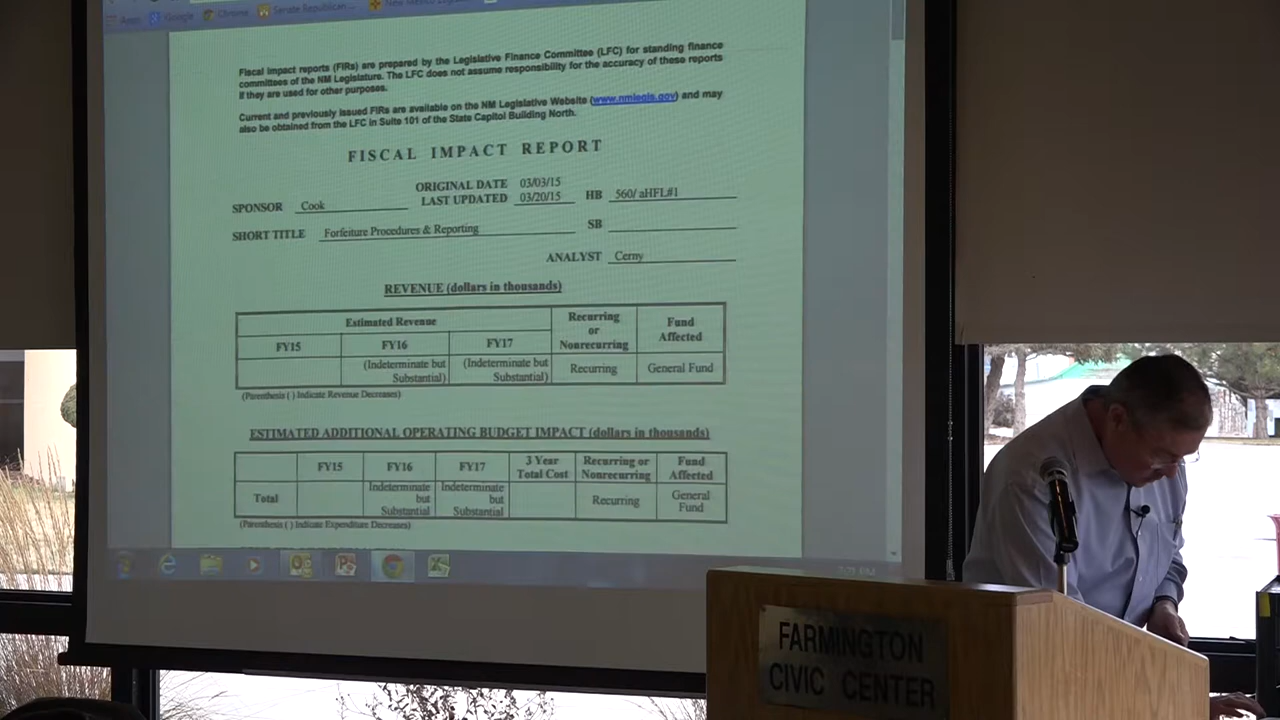 Apps Google Chrome Senate Republican... New Mexico Legisl
Fiscal impact reports (FIRs) are prepared by the Legislative Finance Committee (LFC) for standing finance
committees of the NM Legislature. The LFC does not assume responsibility for the accuracy of these reports
if they are used for other purposes.
Current and previously issued FIRs are available on the NM Legislative Website (www.nmlegis.gov) and may
also be obtained from the LFC in Suite 101 of the State Capitol Building North.
FISCAL IMPACT REPORT
ORIGINAL DATE 03/03/15
SPONSOR Cook LAST UPDATED 03/20/15 HB 560/aHFL#1
SHORT TITLE Forfeiture Procedures & Reporting SB
ANALYST Cerny
REVENUE (dollars in thousands)
Estimated Revenue Recurring or Nonrecurring Fund Affected
FY15 FY16 FY17
(Indeterminate but Substantial) (Indeterminate but Substantial) Recurring General Fund
(Parenthesis ( ) Indicate Revenue Decreases)
ESTIMATED ADDITIONAL OPERATING BUDGET IMPACT (dollars in thousands)
FY15 FY16 FY17 3 Year Total Cost Recurring or Nonrecurring Fund Affected
Total Indeterminate but Substantial Indeterminate but Substantial Recurring General Fund
(Parenthesis ( ) Indicate Expenditure Decreases)
FARMINGTON
CIVIC CENTER